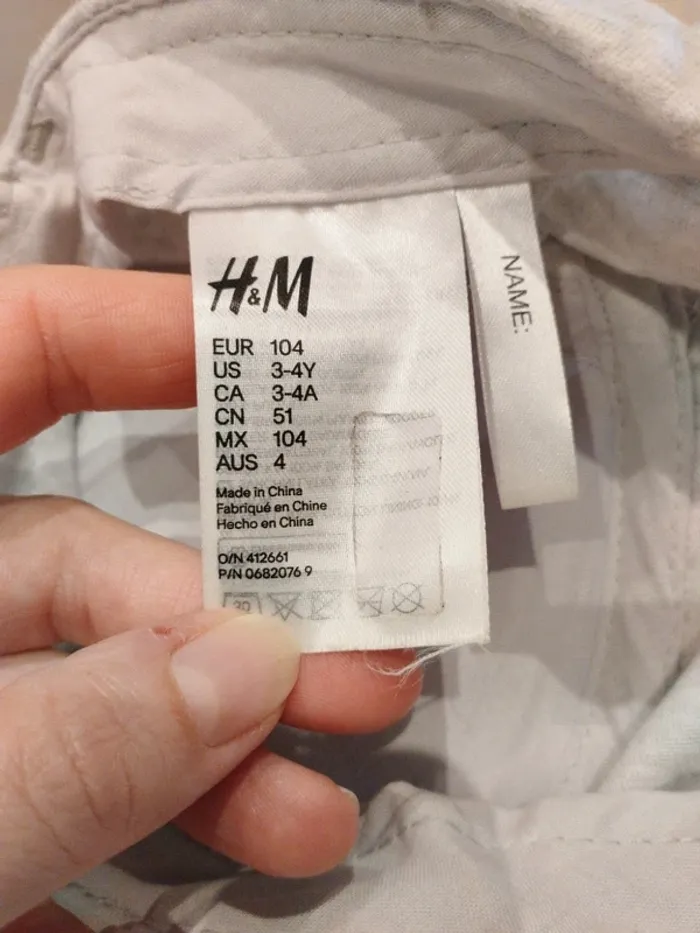 H&M
EUR 104
US 3-4Y
CA 3-4A
CN 51
MX 104
AUS 4
Made in China
Fabriqué en Chine
Hecho en China
O/N 412661
P/N 0682076 9
30
NAME: